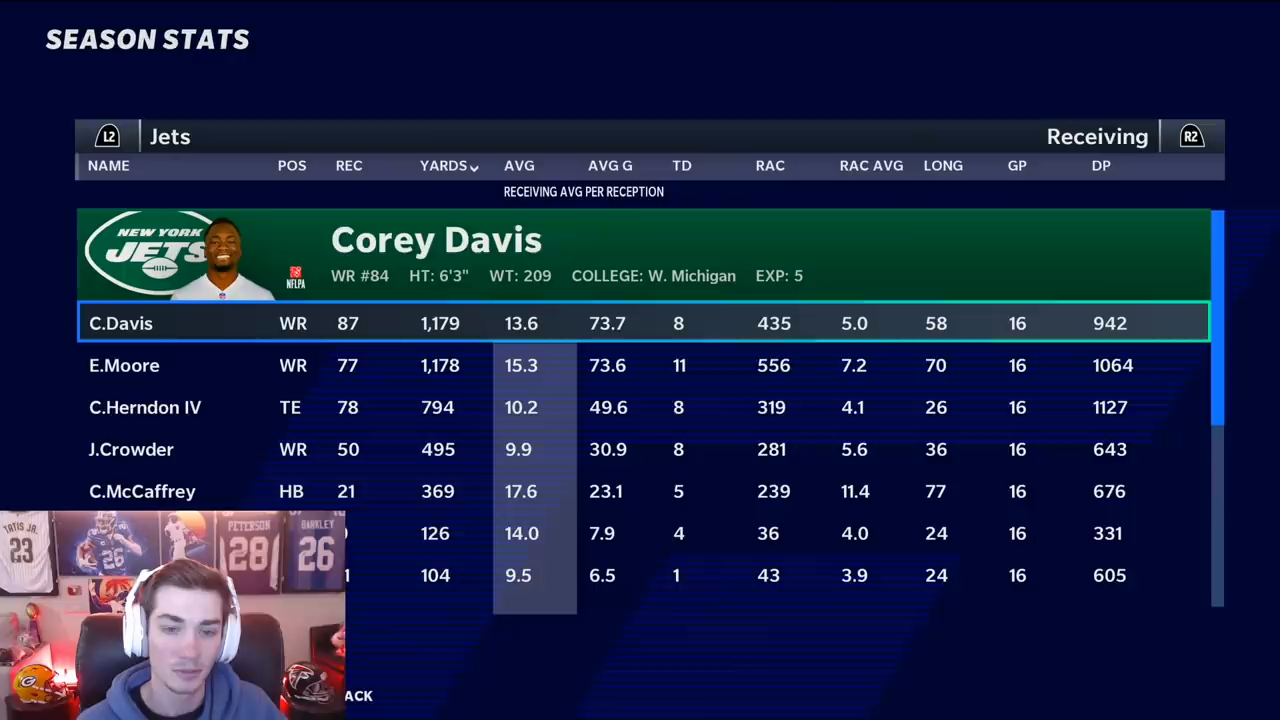 SEASON STATS
L2 Jets Receiving R2
NAME POS REC YARDS AVG AVG G TD RAC RAC AVG LONG GP DP
RECEIVING AVG PER RECEPTION
NEW YORK
JETS
NFLPA
Corey Davis
WR #84 HT: 6'3" WT: 209 COLLEGE: W. Michigan EXP: 5
C.Davis WR 87 1,179 13.6 73.7 8 435 5.0 58 16 942
E.Moore WR 77 1,178 15.3 73.6 11 556 7.2 70 16 1064
C.Herndon IV TE 78 794 10.2 49.6 8 319 4.1 26 16 1127
J.Crowder WR 50 495 9.9 30.9 8 281 5.6 36 16 643
C.McCaffrey HB 21 369 17.6 23.1 5 239 11.4 77 16 676
126 14.0 7.9 4 36 4.0 24 16 331
104 9.5 6.5 1 43 3.9 24 16 605
TATIS JR.
23
26
PETERSON
28
BARKLEY
26
ACK